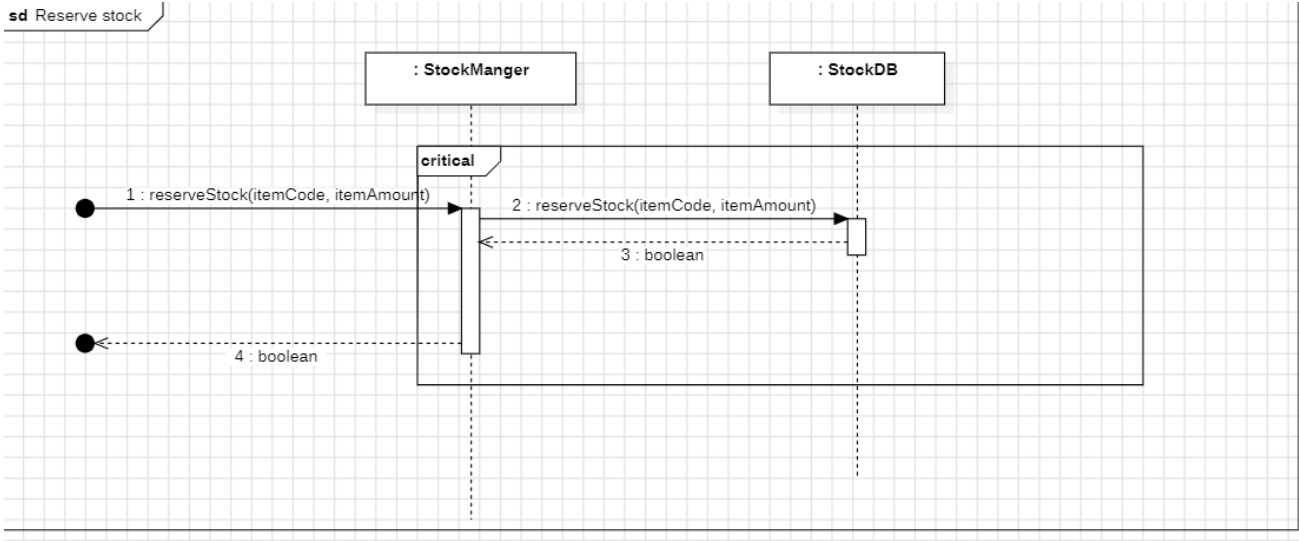 sd Reserve stock
: StockManger
: StockDB
critical
1 : reserveStock(itemCode, itemAmount)
2 : reserveStock(itemCode, itemAmount)
3 : boolean
4 : boolean